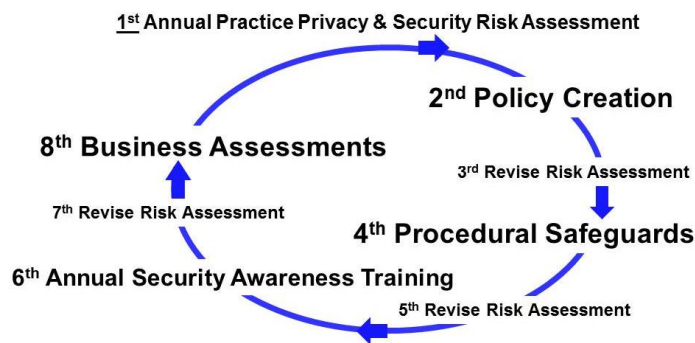 1st Annual Practice Privacy & Security Risk Assessment
2nd Policy Creation
3rd Revise Risk Assessment
4th Procedural Safeguards
5th Revise Risk Assessment
6th Annual Security Awareness Training
7th Revise Risk Assessment
8th Business Assessments